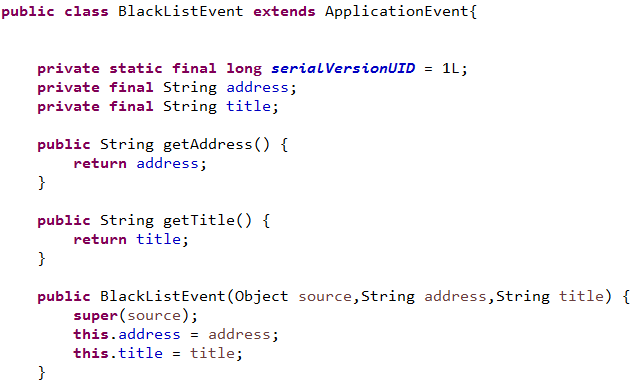 public class BlackListEvent extends ApplicationEvent{
private static final long serialVersionUID = 1L;
private final String address;
private final String title;
public String getAddress() {
return address;
}
public String getTitle() {
return title;
}
public BlackListEvent(Object source,String address,String title) {
super(source);
this.address = address;
this.title = title;
}